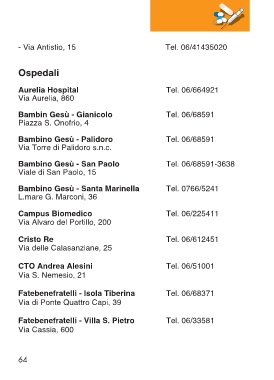 - Via Antistio, 15 Tel. 06/41435020
Ospedali
Aurelia Hospital Tel. 06/664921
Via Aurelia, 860
Bambin Gesù - Gianicolo Tel. 06/68591
Piazza S. Onofrio, 4
Bambino Gesù - Palidoro Tel. 06/68591
Via Torre di Palidoro s.n.c.
Bambino Gesù - San Paolo Tel. 06/68591-3638
Viale di San Paolo, 15
Bambino Gesù - Santa Marinella Tel. 0766/5241
L.mare G. Marconi, 36
Campus Biomedico Tel. 06/225411
Via Alvaro del Portillo, 200
Cristo Re Tel. 06/612451
Via delle Calasanziane, 25
CTO Andrea Alesini Tel. 06/51001
Via S. Nemesio, 21
Fatebenefratelli - Isola Tiberina Tel. 06/68371
Via di Ponte Quattro Capi, 39
Fatebenefratelli - Villa S. Pietro Tel. 06/33581
Via Cassia, 600
64